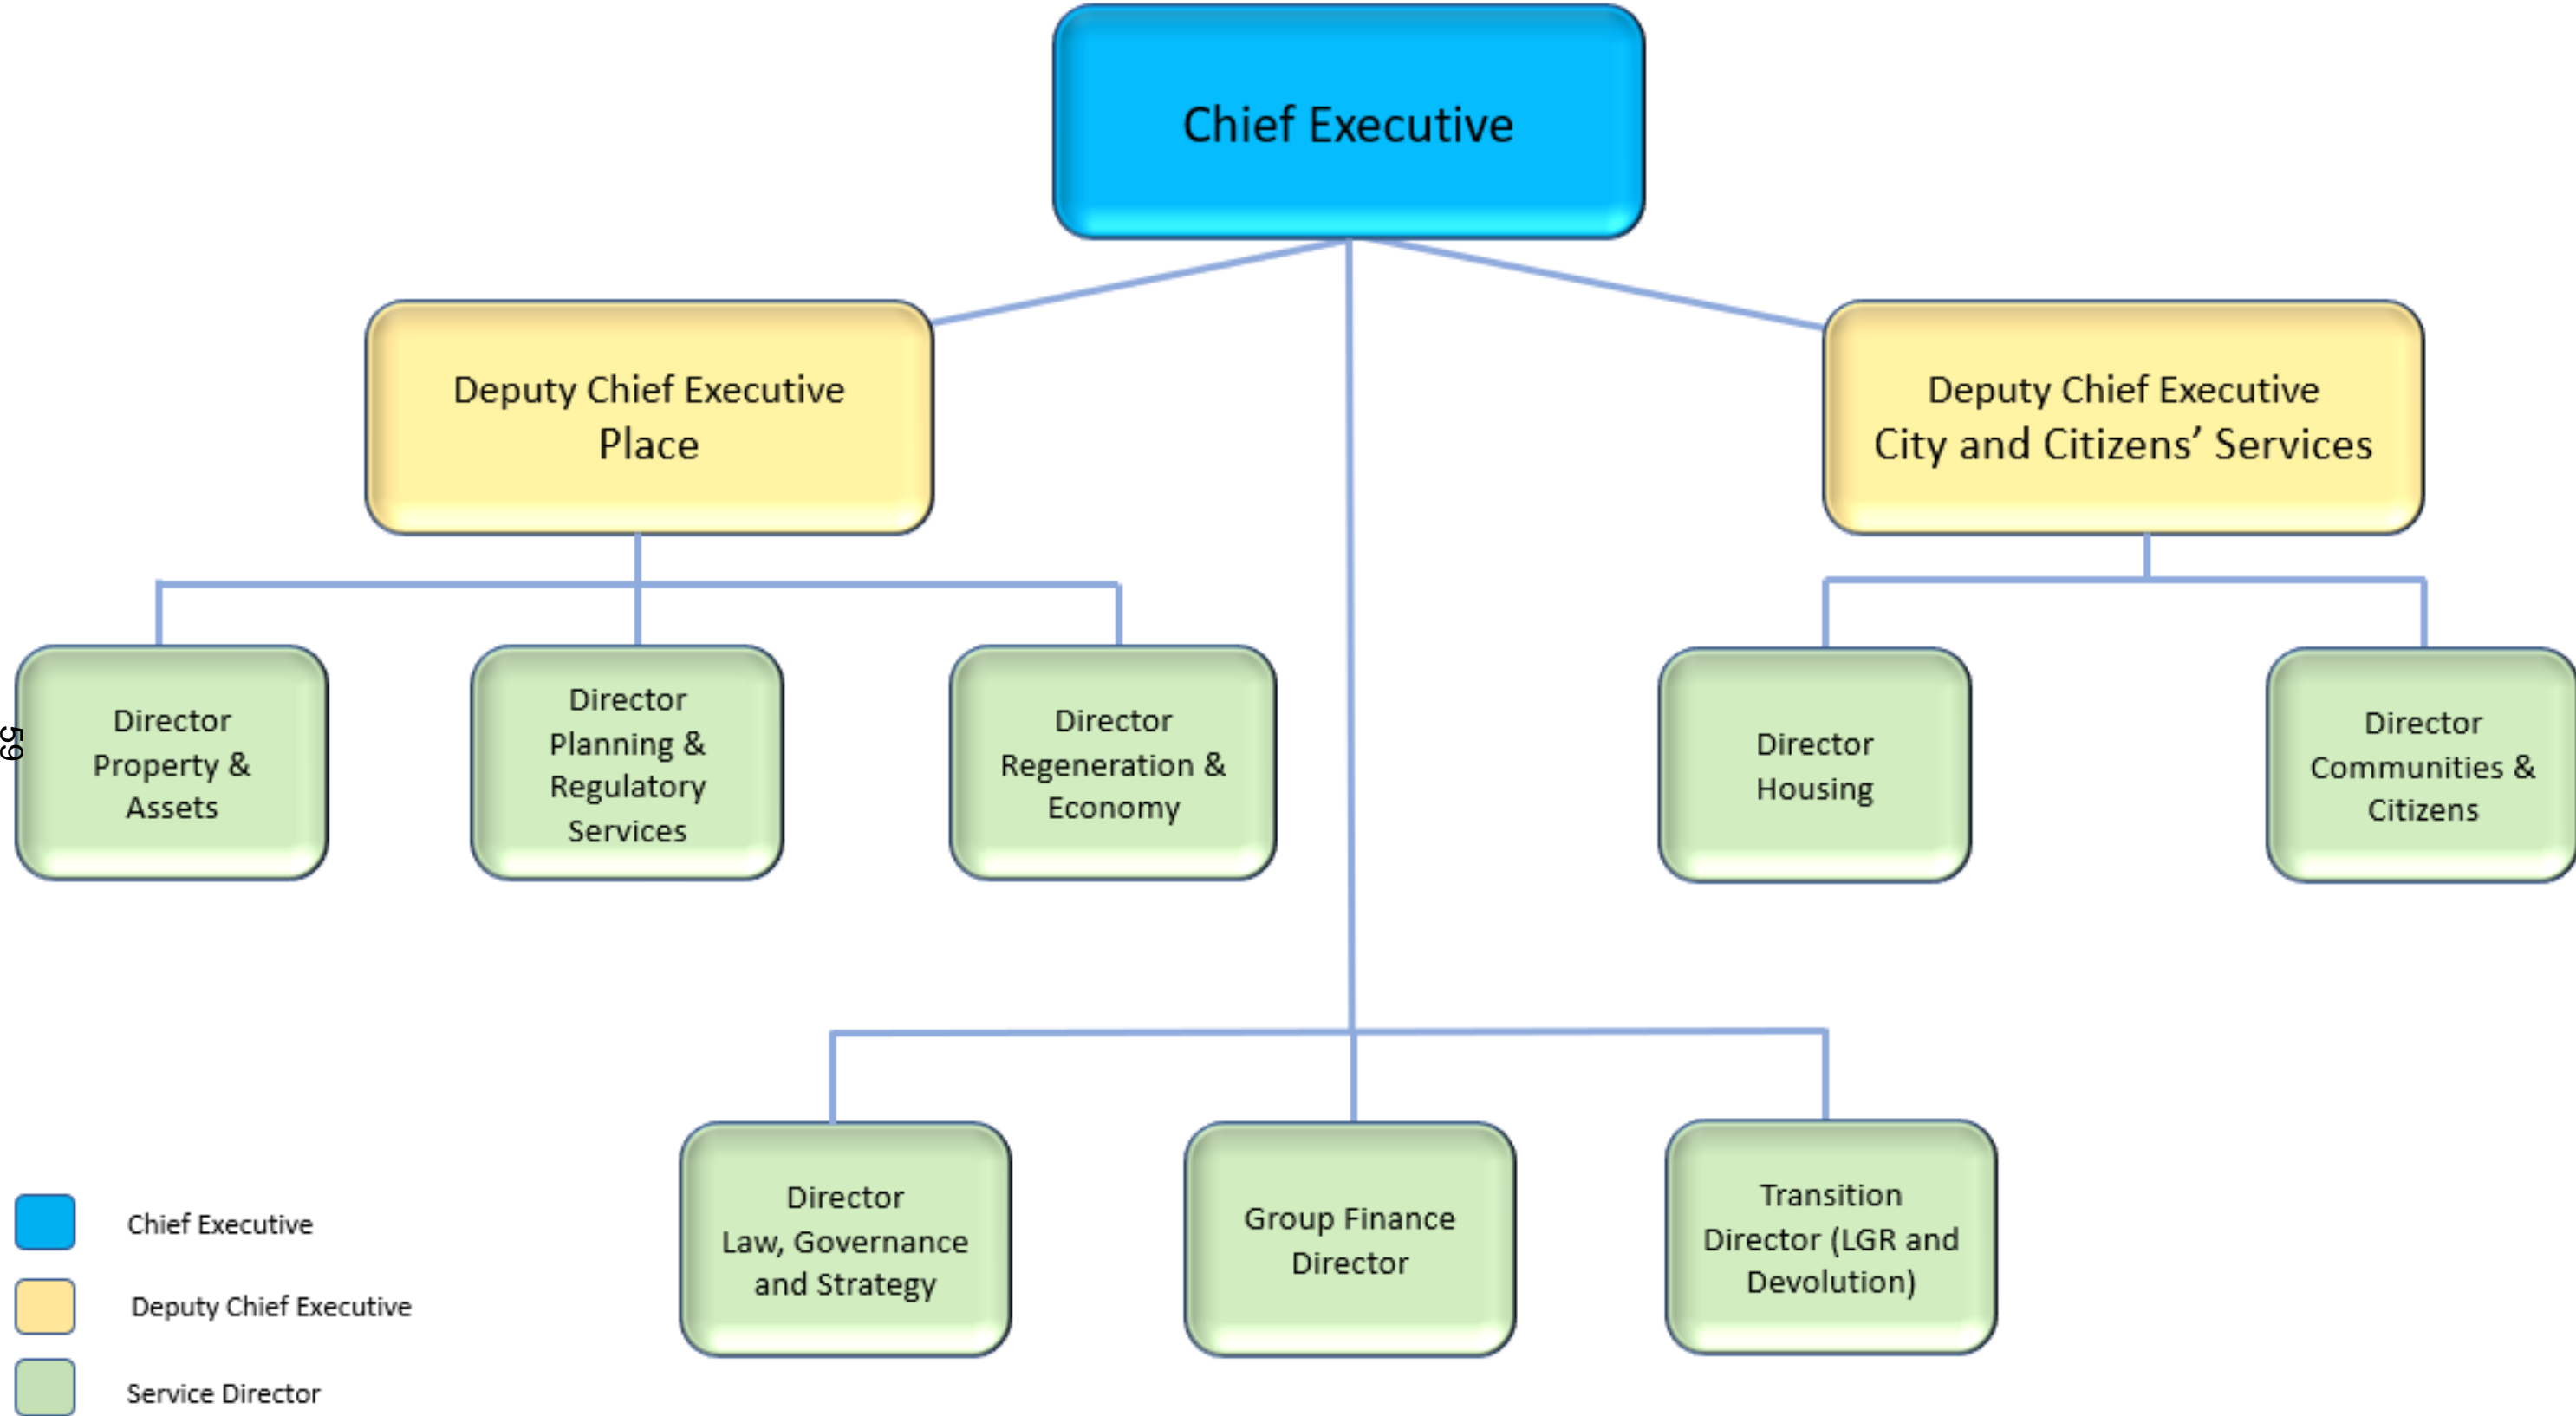 Chief Executive
Deputy Chief Executive
Place
Deputy Chief Executive
City and Citizens’ Services
Director
Property &
Assets
Director
Planning &
Regulatory
Services
Director
Regeneration &
Economy
Director
Housing
Director
Communities &
Citizens
59
Director
Law, Governance
and Strategy
Group Finance
Director
Transition
Director (LGR and
Devolution)
Chief Executive
Deputy Chief Executive
Service Director